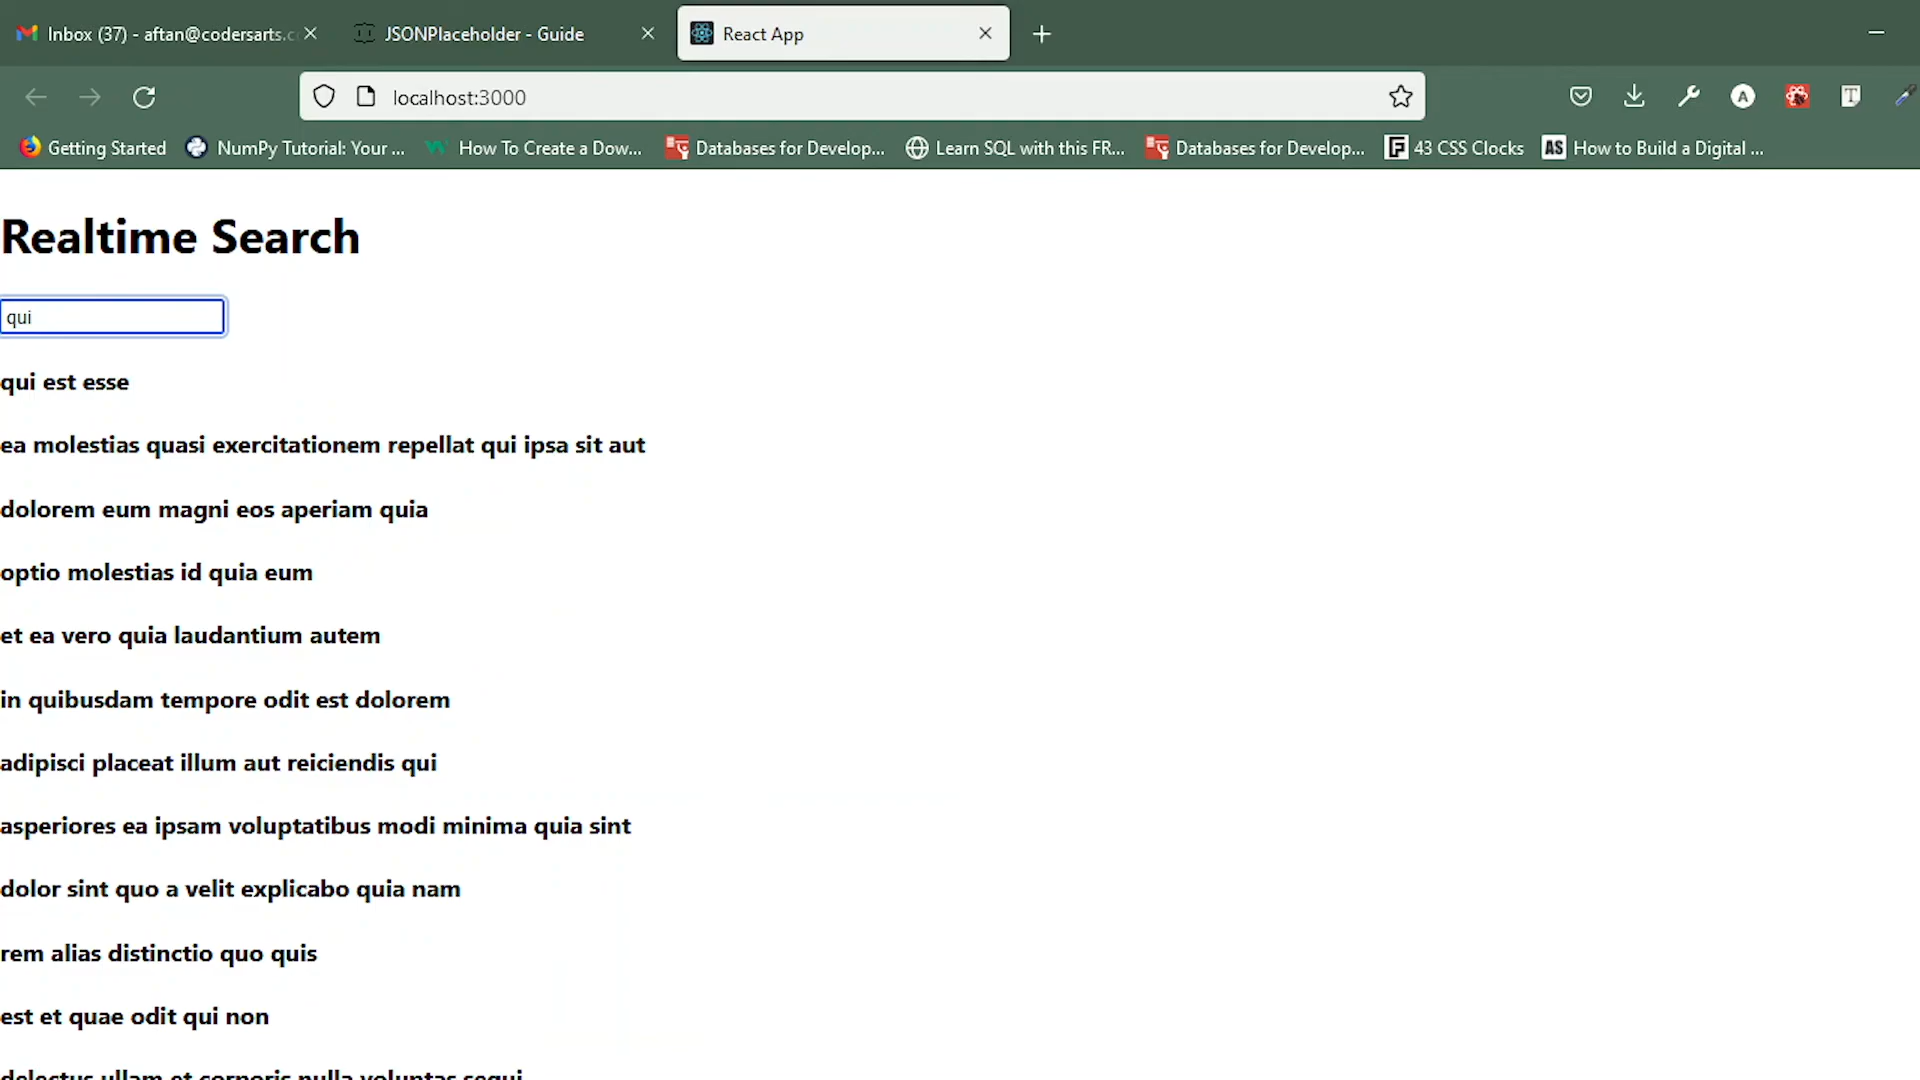 Inbox (37) - aftan@codersarts.c
JSONPlaceholder - Guide
React App
localhost:3000
A
T
Getting Started
NumPy Tutorial: Your ...
W
How To Create a Dow...
Databases for Develop...
Learn SQL with this FR...
Databases for Develop...
F
43 CSS Clocks
AS
How to Build a Digital ...
Realtime Search
qui
qui est esse
ea molestias quasi exercitationem repellat qui ipsa sit aut
dolorem eum magni eos aperiam quia
optio molestias id quia eum
et ea vero quia laudantium autem
in quibusdam tempore odit est dolorem
adipisci placeat illum aut reiciendis qui
asperiores ea ipsam voluptatibus modi minima quia sint
dolor sint quo a velit explicabo quia nam
rem alias distinctio quo quis
est et quae odit qui non
delectus ullam et corporis nulla voluptas sequi